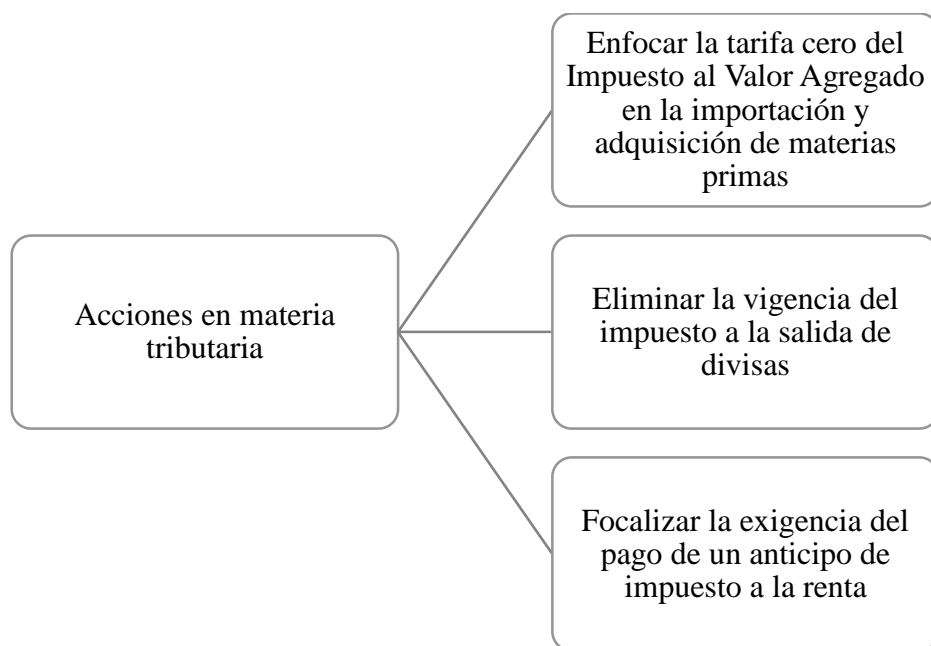 Acciones en materia
tributaria
Enfocar la tarifa cero del
Impuesto al Valor Agregado
en la importación y
adquisición de materias
primas
Eliminar la vigencia del
impuesto a la salida de
divisas
Focalizar la exigencia del
pago de un anticipo de
impuesto a la renta